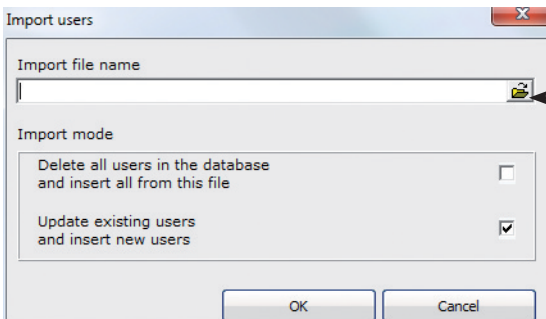 Import users
Import file name
Import mode
Delete all users in the database
and insert all from this file
Update existing users
and insert new users
OK
Cancel